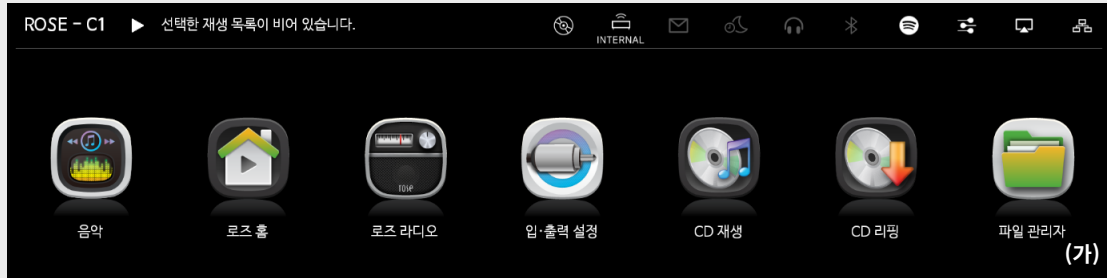 ROSE - C1 ▶ 선택한 재생 목록이 비어 있습니다.
INTERNAL
rose
음악 로즈 홈 로즈 라디오 입·출력 설정 CD 재생 CD 리핑 파일 관리자
(가)